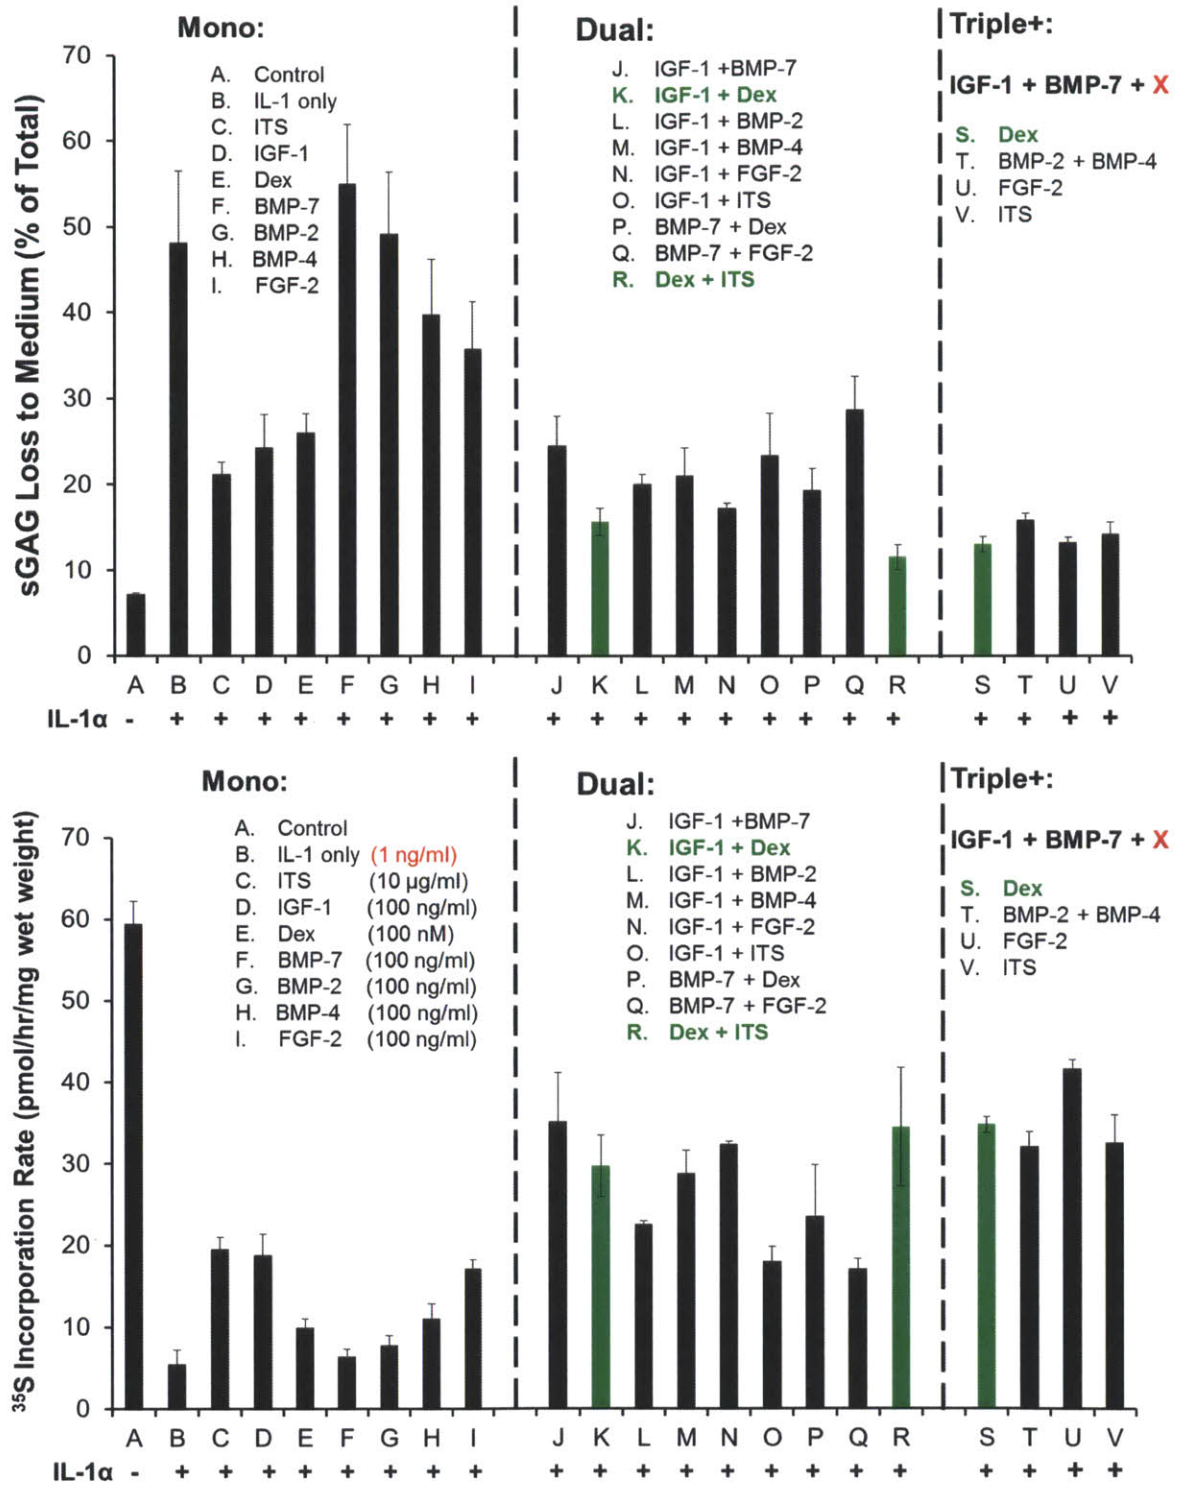 Mono:
A. Control
B. IL-1 only
C. ITS
D. IGF-1
E. Dex
F. BMP-7
G. BMP-2
H. BMP-4
I. FGF-2
Dual:
J. IGF-1 +BMP-7
K. IGF-1 + Dex
L. IGF-1 + BMP-2
M. IGF-1 + BMP-4
N. IGF-1 + FGF-2
O. IGF-1 + ITS
P. BMP-7 + Dex
Q. BMP-7 + FGF-2
R. Dex + ITS
Triple+:
IGF-1 + BMP-7 + X
S. Dex
T. BMP-2 + BMP-4
U. FGF-2
V. ITS
sGAG Loss to Medium (% of Total)
70
60
50
40
30
20
10
0
A B C D E F G H I J K L M N O P Q R S T U V
IL-1α - + + + + + + + + + + + + + + + + + + + + +
Mono:
A. Control
B. IL-1 only (1 ng/ml)
C. ITS (10 µg/ml)
D. IGF-1 (100 ng/ml)
E. Dex (100 nM)
F. BMP-7 (100 ng/ml)
G. BMP-2 (100 ng/ml)
H. BMP-4 (100 ng/ml)
I. FGF-2 (100 ng/ml)
Dual:
J. IGF-1 +BMP-7
K. IGF-1 + Dex
L. IGF-1 + BMP-2
M. IGF-1 + BMP-4
N. IGF-1 + FGF-2
O. IGF-1 + ITS
P. BMP-7 + Dex
Q. BMP-7 + FGF-2
R. Dex + ITS
Triple+:
IGF-1 + BMP-7 + X
S. Dex
T. BMP-2 + BMP-4
U. FGF-2
V. ITS
³⁵S Incorporation Rate (pmol/hr/mg wet weight)
70
60
50
40
30
20
10
0
A B C D E F G H I J K L M N O P Q R S T U V
IL-1α - + + + + + + + + + + + + + + + + + + + + +